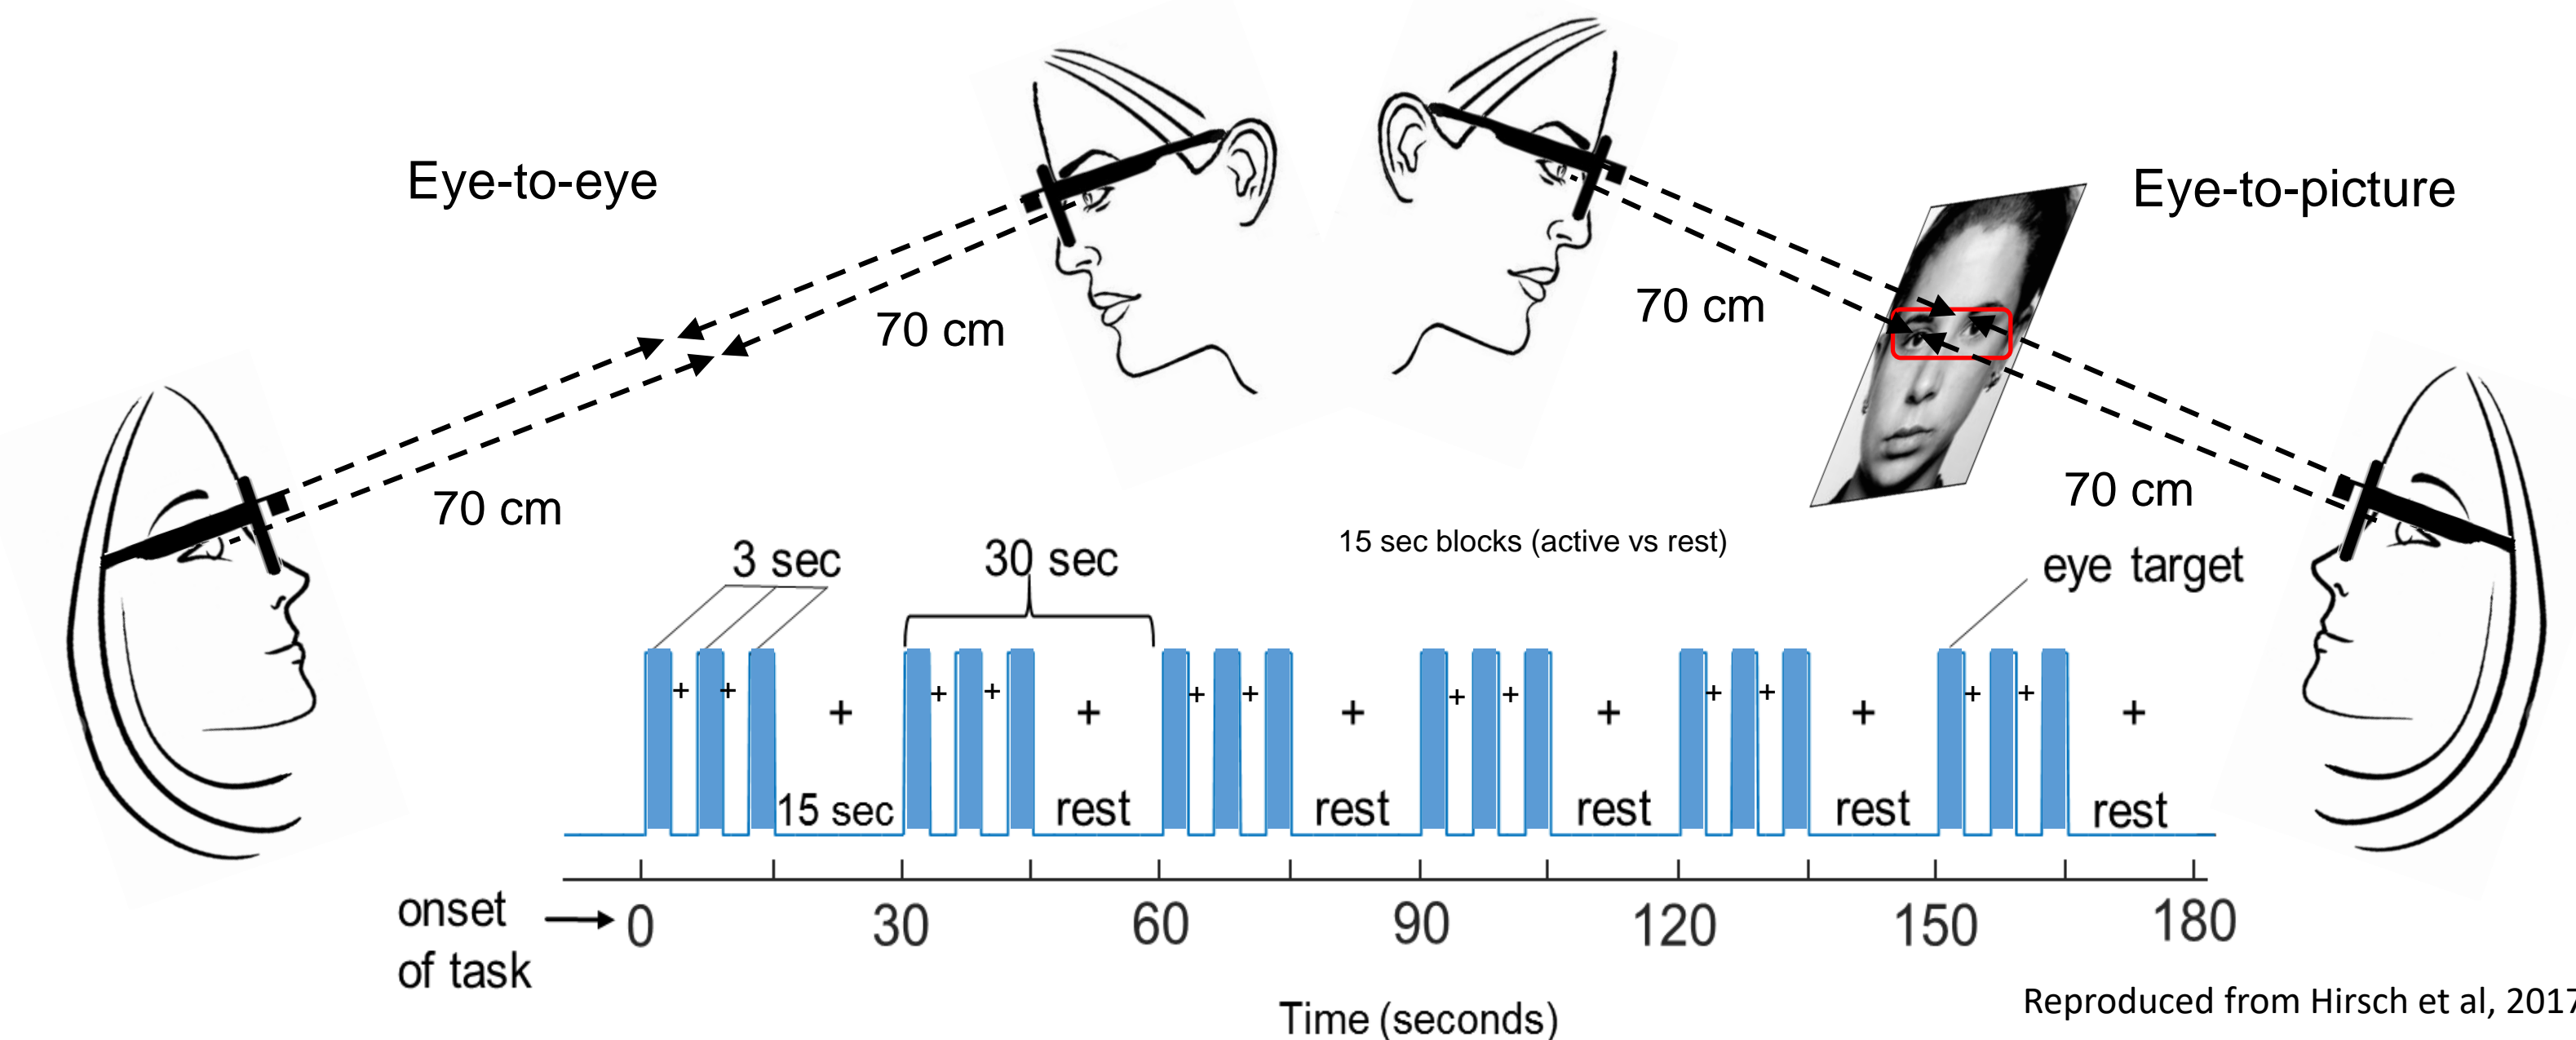 Eye-to-eye
Eye-to-picture
70 cm
70 cm
70 cm
70 cm
15 sec blocks (active vs rest)
3 sec
30 sec
eye target
+ + + + + + + + + + + +
+ + + + + +
15 sec rest rest rest rest rest
onset
of task
0 30 60 90 120 150 180
Time (seconds)
Reproduced from Hirsch et al, 2017